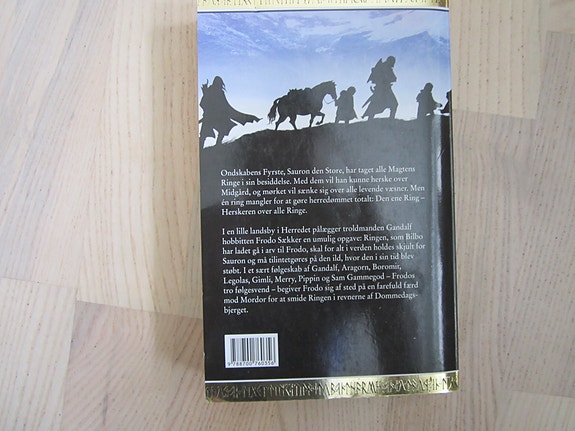 Ondskabens Fyrste, Sauron den Store, har taget alle Magtens
Ringe i sin besiddelse. Med dem vil han kunne herske over
Midgård, og mørket vil sænke sig over alle levende væsner. Men
én ring mangler for at gøre herredømmet totalt: Den ene Ring –
Herskeren over alle Ringe.
I en lille landsby i Herredet pålægger troldmanden Gandalf
hobbitten Frodo Sækker en umulig opgave: Ringen, som Bilbo
har ladet gå i arv til Frodo, skal for alt i verden holdes skjult for
Sauron og må tilintetgøres på den ild, hvor den i sin tid blev
støbt. I et sært følgeskab af Gandalf, Aragorn, Boromir,
Legolas, Gimli, Merry, Pippin og Sam Gammegod – Frodos
tro følgesvend – begiver Frodo sig af sted på en farefuld færd
mod Mordor for at smide Ringen i revnerne af Dommedags-
bjerget.
9788700760356